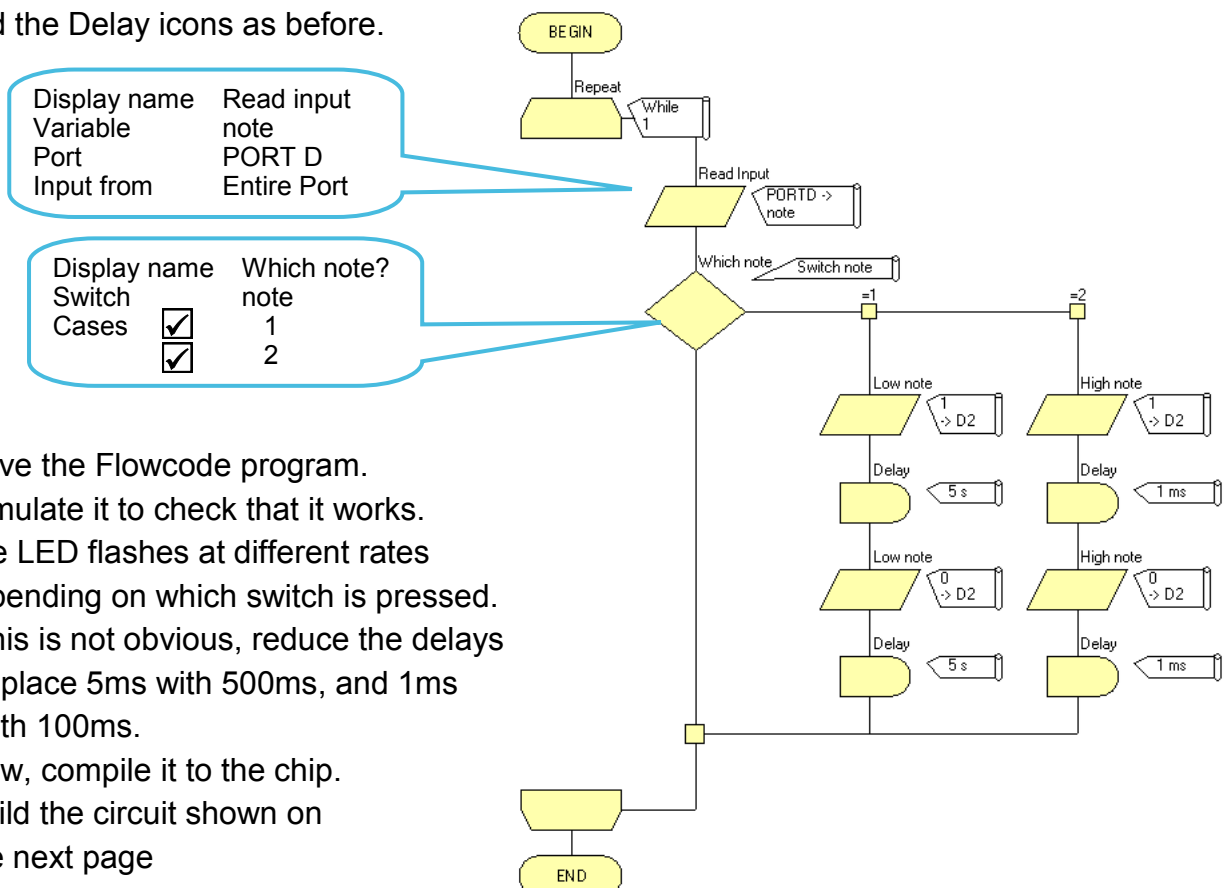 d the Delay icons as before.
Display name Read input
Variable note
Port PORT D
Input from Entire Port
Display name Which note?
Switch note
Cases 1
2
ve the Flowcode program.
mulate it to check that it works.
e LED flashes at different rates
pending on which switch is pressed.
his is not obvious, reduce the delays
place 5ms with 500ms, and 1ms
th 100ms.
w, compile it to the chip.
ild the circuit shown on
e next page
BEGIN
Repeat
While
1
Read Input
PORTD ->
note
Which note
Switch note
=1
=2
Low note
1
-> D2
High note
1
-> D2
Delay
5 s
Delay
1 ms
Low note
0
-> D2
High note
0
-> D2
Delay
5 s
Delay
1 ms
END